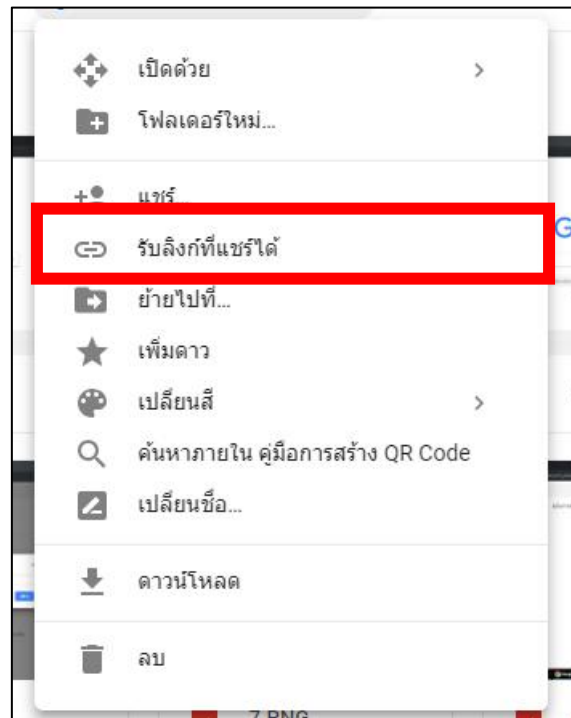 เปิดด้วย
โฟลเดอร์ใหม่...
แชร์...
รับลิงก์ที่แชร์ได้
G
ย้ายไปที่...
เพิ่มดาว
เปลี่ยนสี
ค้นหาภายใน คู่มือการสร้าง QR Code
เปลี่ยนชื่อ...
ดาวน์โหลด
ลบ
7.PNG